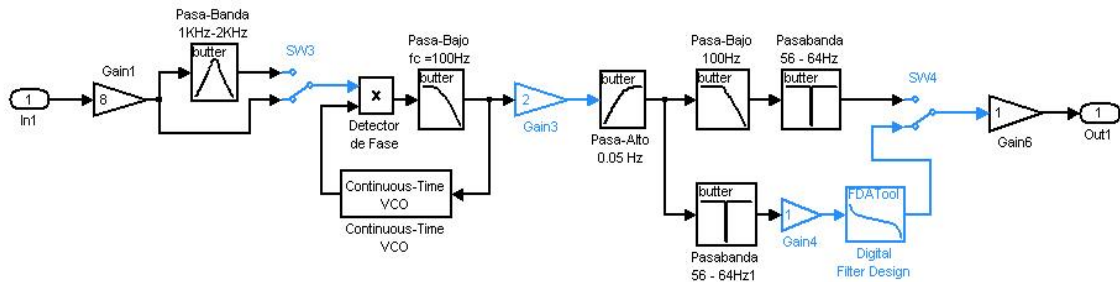 Pasa-Banda
1KHz-2KHz
butter
SW3
Gain1
8
1
In1
x
Detector
de Fase
Pasa-Bajo
fc =100Hz
butter
Continuous-Time
VCO
Continuous-Time
VCO
2
Gain3
butter
Pasa-Alto
0.05 Hz
Pasa-Bajo
100Hz
butter
Pasabanda
56 - 64Hz
butter
butter
Pasabanda
56 - 64Hz1
1
Gain4
FDATool
Digital
Filter Design
SW4
1
Gain6
1
Out1